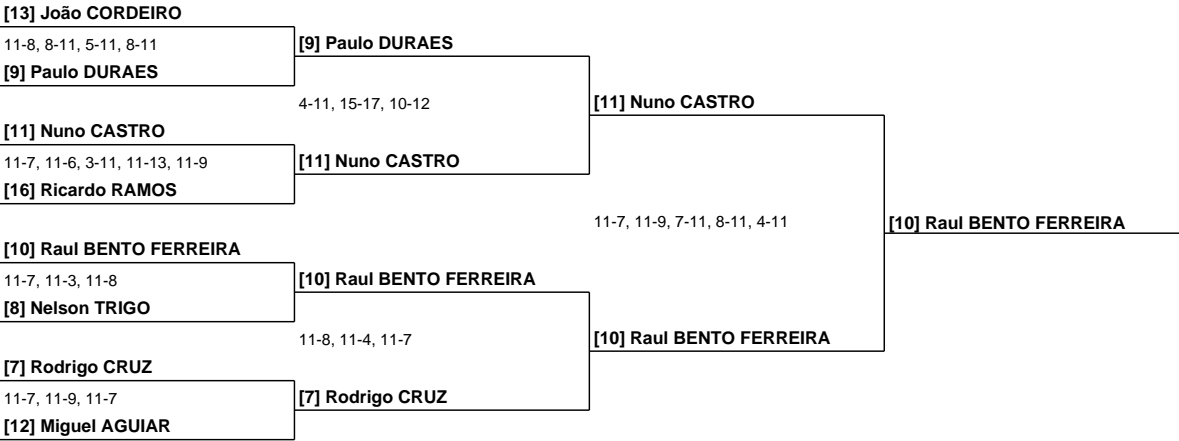 [13] João CORDEIRO
11-8, 8-11, 5-11, 8-11
[9] Paulo DURAES
[9] Paulo DURAES
4-11, 15-17, 10-12
[11] Nuno CASTRO
[11] Nuno CASTRO
11-7, 11-6, 3-11, 11-13, 11-9
[11] Nuno CASTRO
[16] Ricardo RAMOS
11-7, 11-9, 7-11, 8-11, 4-11
[10] Raul BENTO FERREIRA
[10] Raul BENTO FERREIRA
11-7, 11-3, 11-8
[10] Raul BENTO FERREIRA
[8] Nelson TRIGO
11-8, 11-4, 11-7
[10] Raul BENTO FERREIRA
[7] Rodrigo CRUZ
11-7, 11-9, 11-7
[7] Rodrigo CRUZ
[12] Miguel AGUIAR